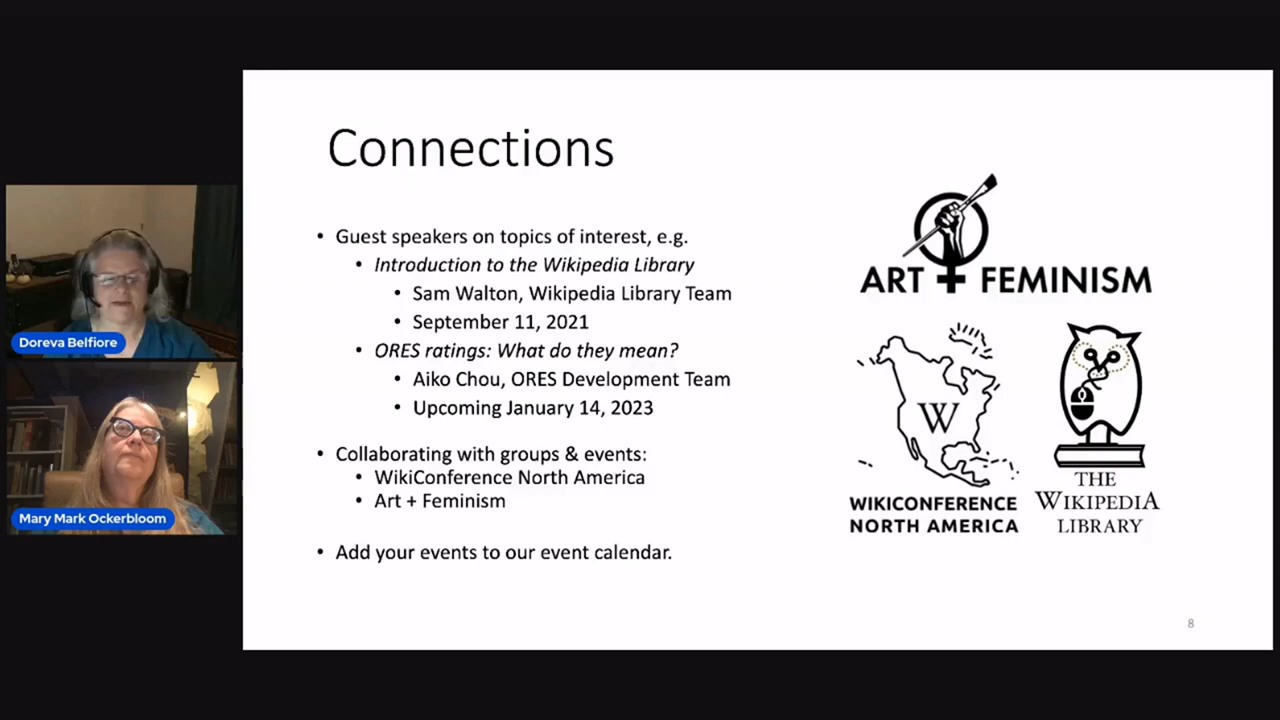 Connections
• Guest speakers on topics of interest, e.g.
• Introduction to the Wikipedia Library
• Sam Walton, Wikipedia Library Team
• September 11, 2021
• ORES ratings: What do they mean?
• Aiko Chou, ORES Development Team
• Upcoming January 14, 2023
• Collaborating with groups & events:
• WikiConference North America
• Art + Feminism
• Add your events to our event calendar.
ART + FEMINISM
W
WIKICONFERENCE
NORTH AMERICA
THE
WIKIPEDIA
LIBRARY
8
Doreva Belfiore
Mary Mark Ockerbloom